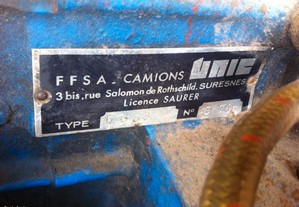 FFSA. CAMIONS UNIC
3 bis, rue Salomon de Rothschild. SURESNES
Licence SAURER
TYPE N°